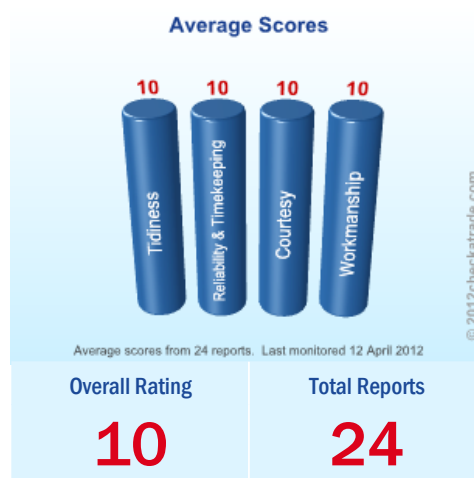 Average Scores
10 10 10 10
Tidiness
Reliability & Timekeeping
Courtesy
Workmanship
© 2012checkatrade.com
Average scores from 24 reports. Last monitored 12 April 2012
Overall Rating
10
Total Reports
24